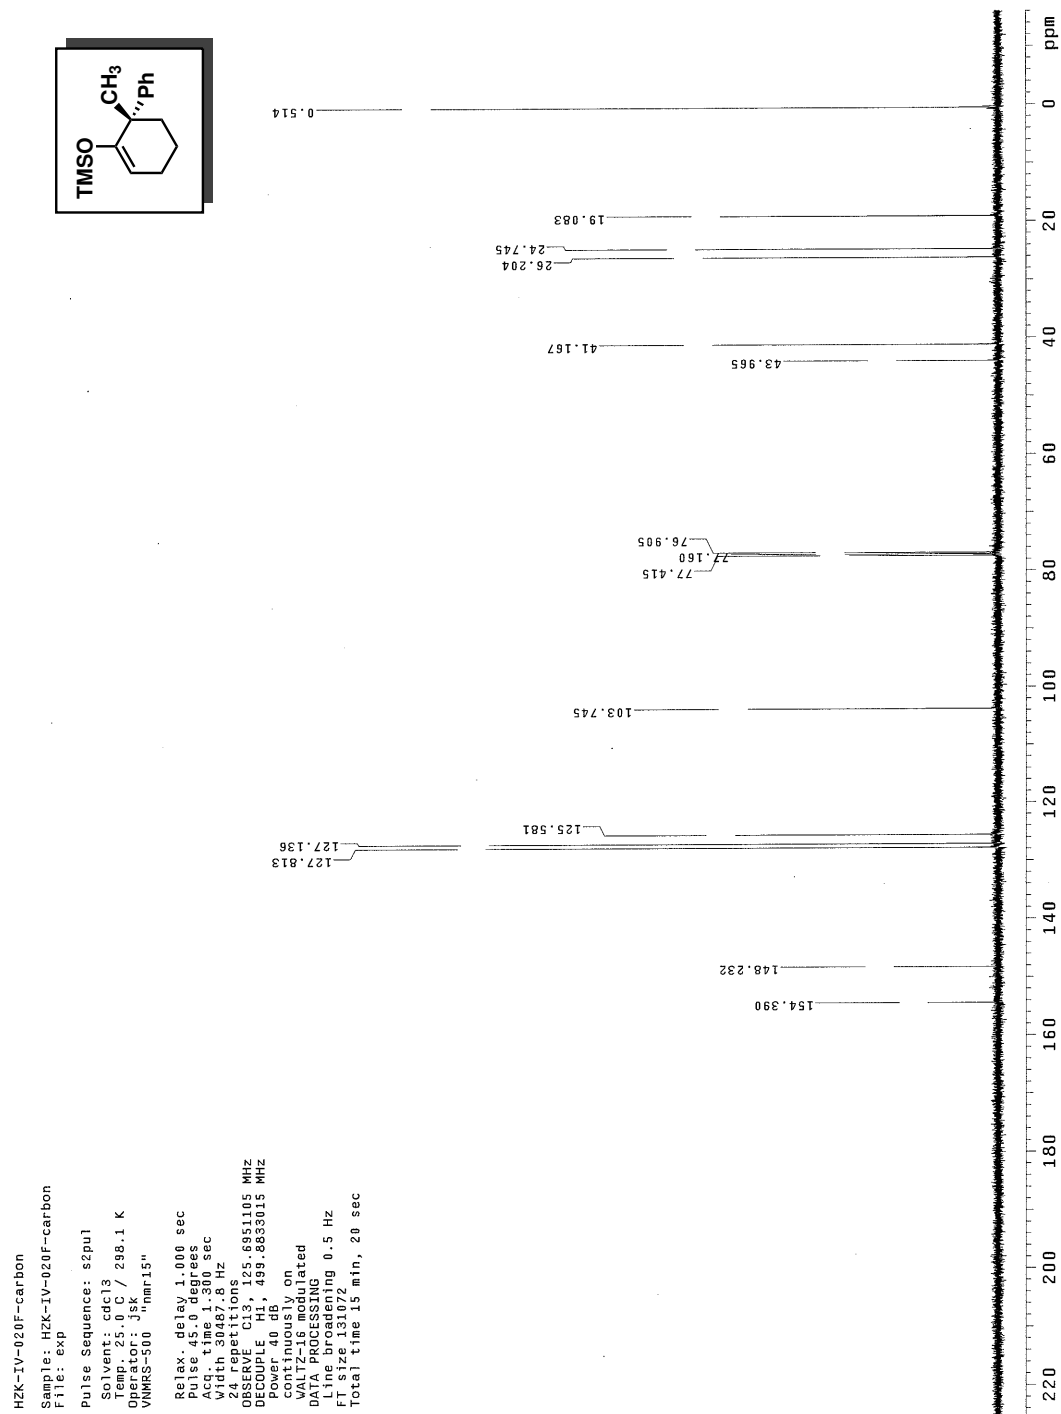 HZK-IV-020F-carbon
Sample: HZK-IV-020F-carbon
File: exp
Pulse Sequence: s2pul
Solvent: cdcl3
Temp. 25.0 C / 298.1 K
Operator: jsk
VNMRS-500 "nmr15"
Relax. delay 1.000 sec
Pulse 45.0 degrees
Acq. time 1.300 sec
Width 30487.8 Hz
24 repetitions
OBSERVE C13, 125.6951105 MHz
DECOUPLE H1, 499.8833015 MHz
Power 40 dB
continuously on
WALTZ-16 modulated
DATA PROCESSING
Line broadening 0.5 Hz
FT size 131072
Total time 15 min, 20 sec
TMSO
CH3
Ph
154.390
148.232
127.813
127.136
125.581
103.745
77.415
77.160
76.905
43.965
41.167
26.204
24.745
19.083
0.514
220 200 180 160 140 120 100 80 60 40 20 0 ppm